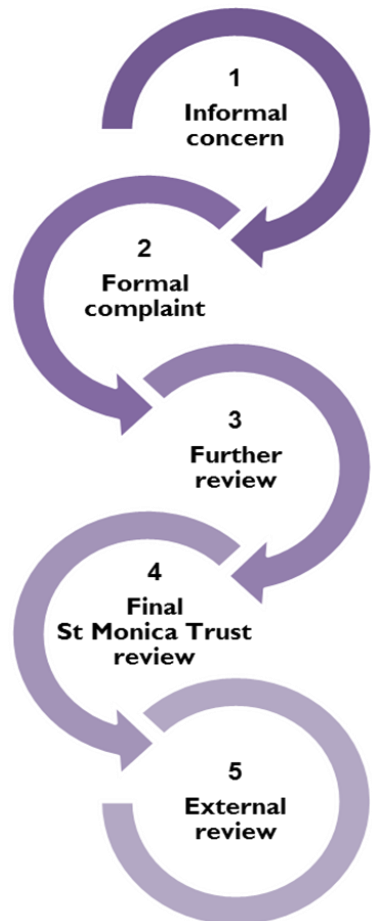 1
Informal
concern
2
Formal
complaint
3
Further
review
4
Final
St Monica Trust
review
5
External
review